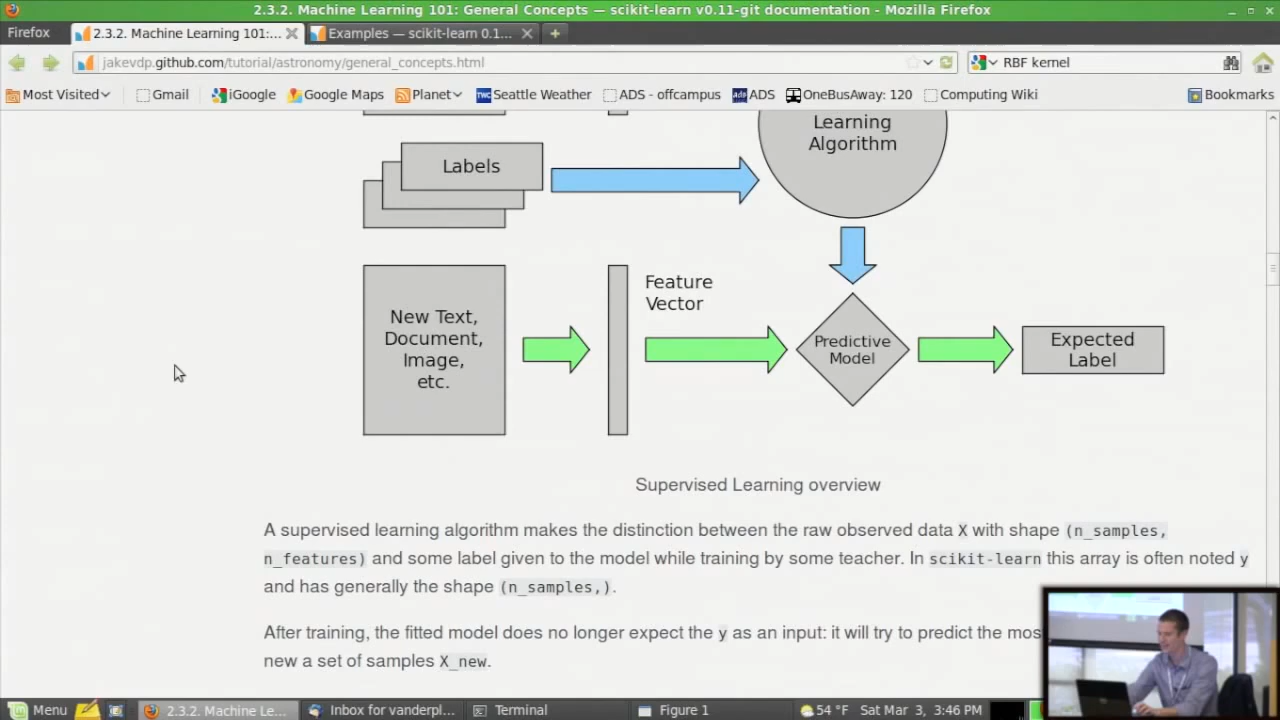 2.3.2. Machine Learning 101: General Concepts — scikit-learn v0.11-git documentation - Mozilla Firefox
Firefox
2.3.2. Machine Learning 101:...
Examples — scikit-learn 0.1...
jakevdp.github.com/tutorial/astronomy/general_concepts.html
RBF kernel
Most Visited
Gmail
iGoogle
Google Maps
Planet
TWC Seattle Weather
ADS - offcampus
ADS ADS
OneBusAway: 120
Computing Wiki
Bookmarks
Learning
Algorithm
Labels
New Text,
Document,
Image,
etc.
Feature
Vector
Predictive
Model
Expected
Label
Supervised Learning overview
A supervised learning algorithm makes the distinction between the raw observed data X with shape (n_samples,
n_features) and some label given to the model while training by some teacher. In scikit-learn this array is often noted y
and has generally the shape (n_samples,).
After training, the fitted model does no longer expect the y as an input: it will try to predict the mos
new a set of samples X_new.
Menu
2.3.2. Machine Le...
Inbox for vanderpl...
Terminal
Figure 1
54 °F
Sat Mar 3, 3:46 PM